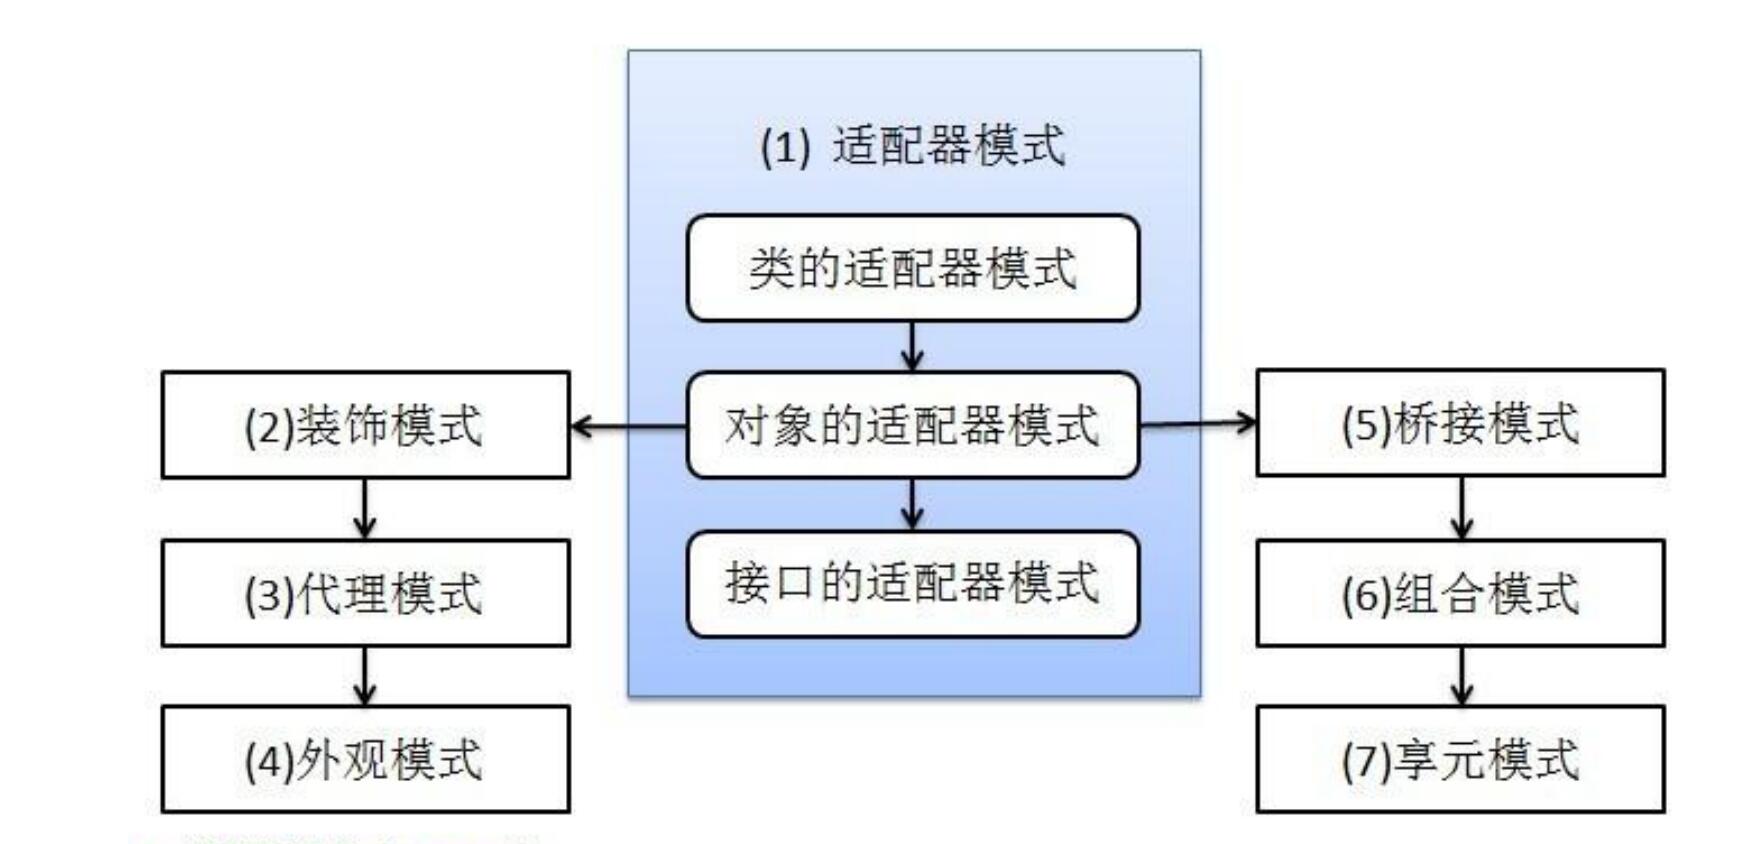 (1) 适配器模式
类的适配器模式
(2)装饰模式
对象的适配器模式
(5)桥接模式
(3)代理模式
接口的适配器模式
(6)组合模式
(4)外观模式
(7)享元模式